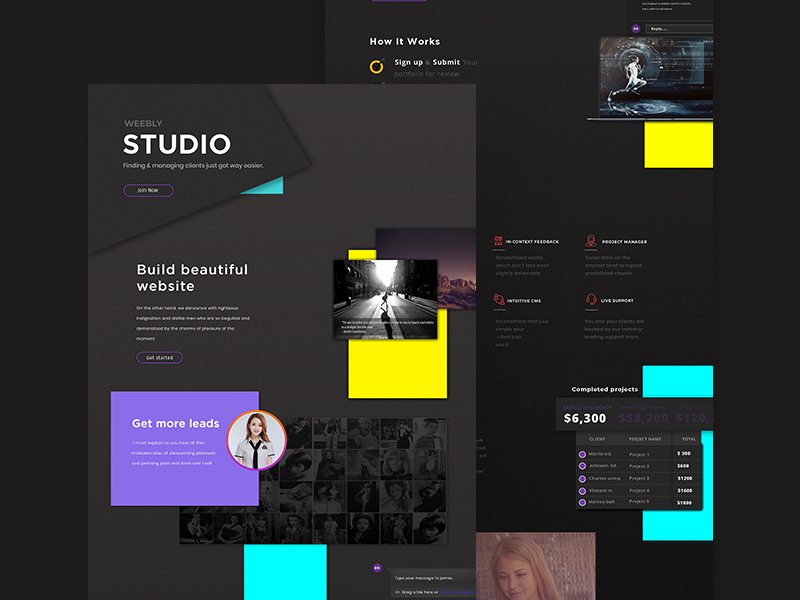 How It Works
Sign up & Submit Your
portfolio for review
Reply...
WEEBLY
STUDIO
Finding & managing clients just got way easier.
Join Now
Build beautiful
website
On the other hand, we denounce with righteous
indignation and dislike men who are so beguiled and
demoralized by the charms of pleasure of the
moment
Get started
Get more leads
I must explain to you how all this
mistaken idea of denouncing pleasure
and praising pain was born and I will
IN-CONTEXT FEEDBACK
Randomised words
which don't look even
slightly believable
PROJECT MANAGER
Generators on the
Internet tend to repeat
predefined chunks
INTUITIVE CMS
An interface that's so
simple your
client can
use it.
LIVE SUPPORT
You and your clients are
backed by our industry-
leading support team.
Completed projects
$6,300
$58,200
$120,
CLIENT PROJECT NAME TOTAL
Morris ed. Project 1 $ 300
Johnson td. Project 2 $600
Charles wong Project 3 $1200
Vincent m. Project 4 $1600
Harvey bolt Project 5 $1800
Type your message to Jennie...
Drag a file here or